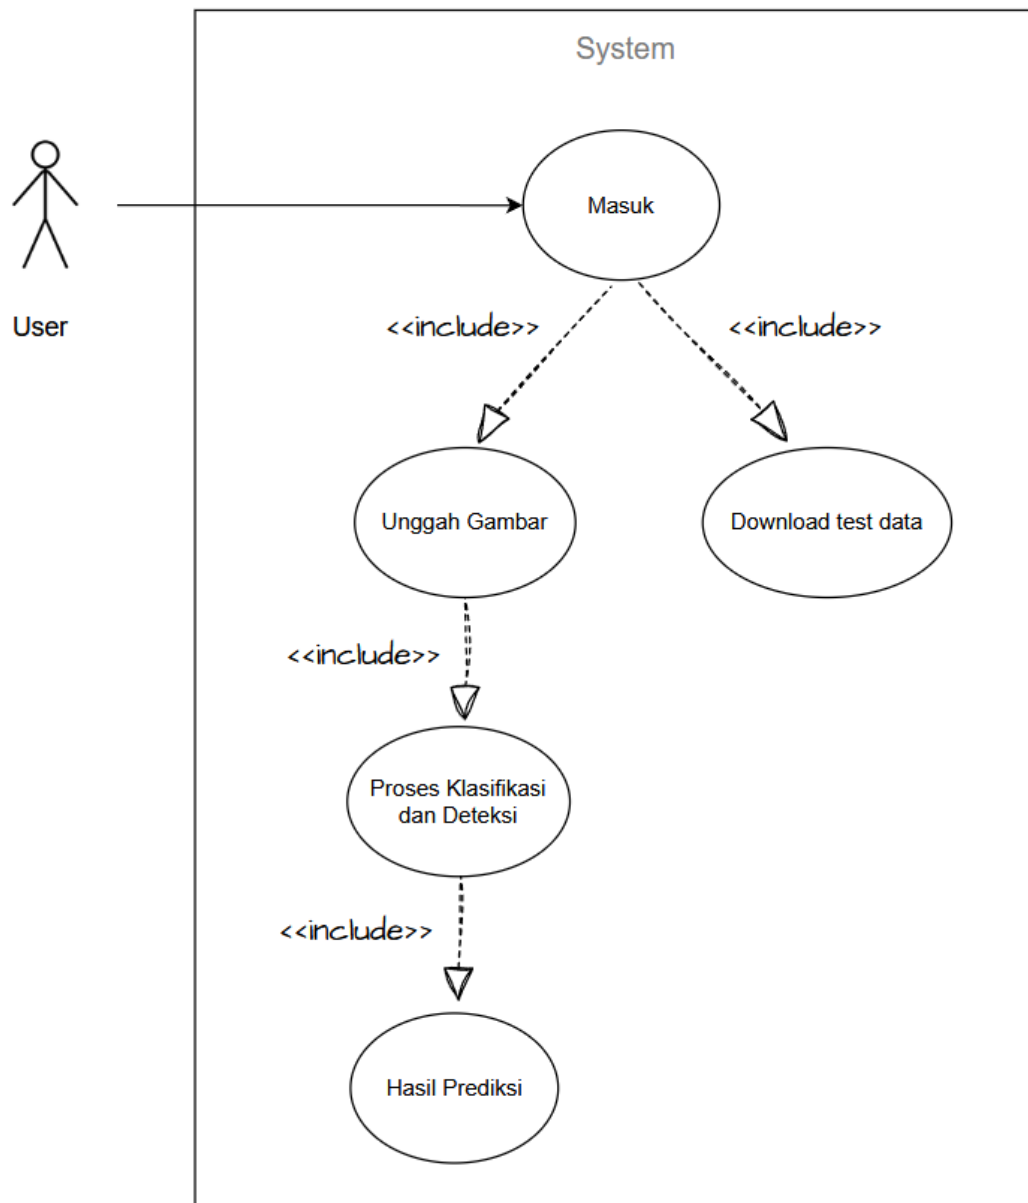 System
Masuk
User
<<include>>
<<include>>
Unggah Gambar
Download test data
<<include>>
Proses Klasifikasi
dan Deteksi
<<include>>
Hasil Prediksi